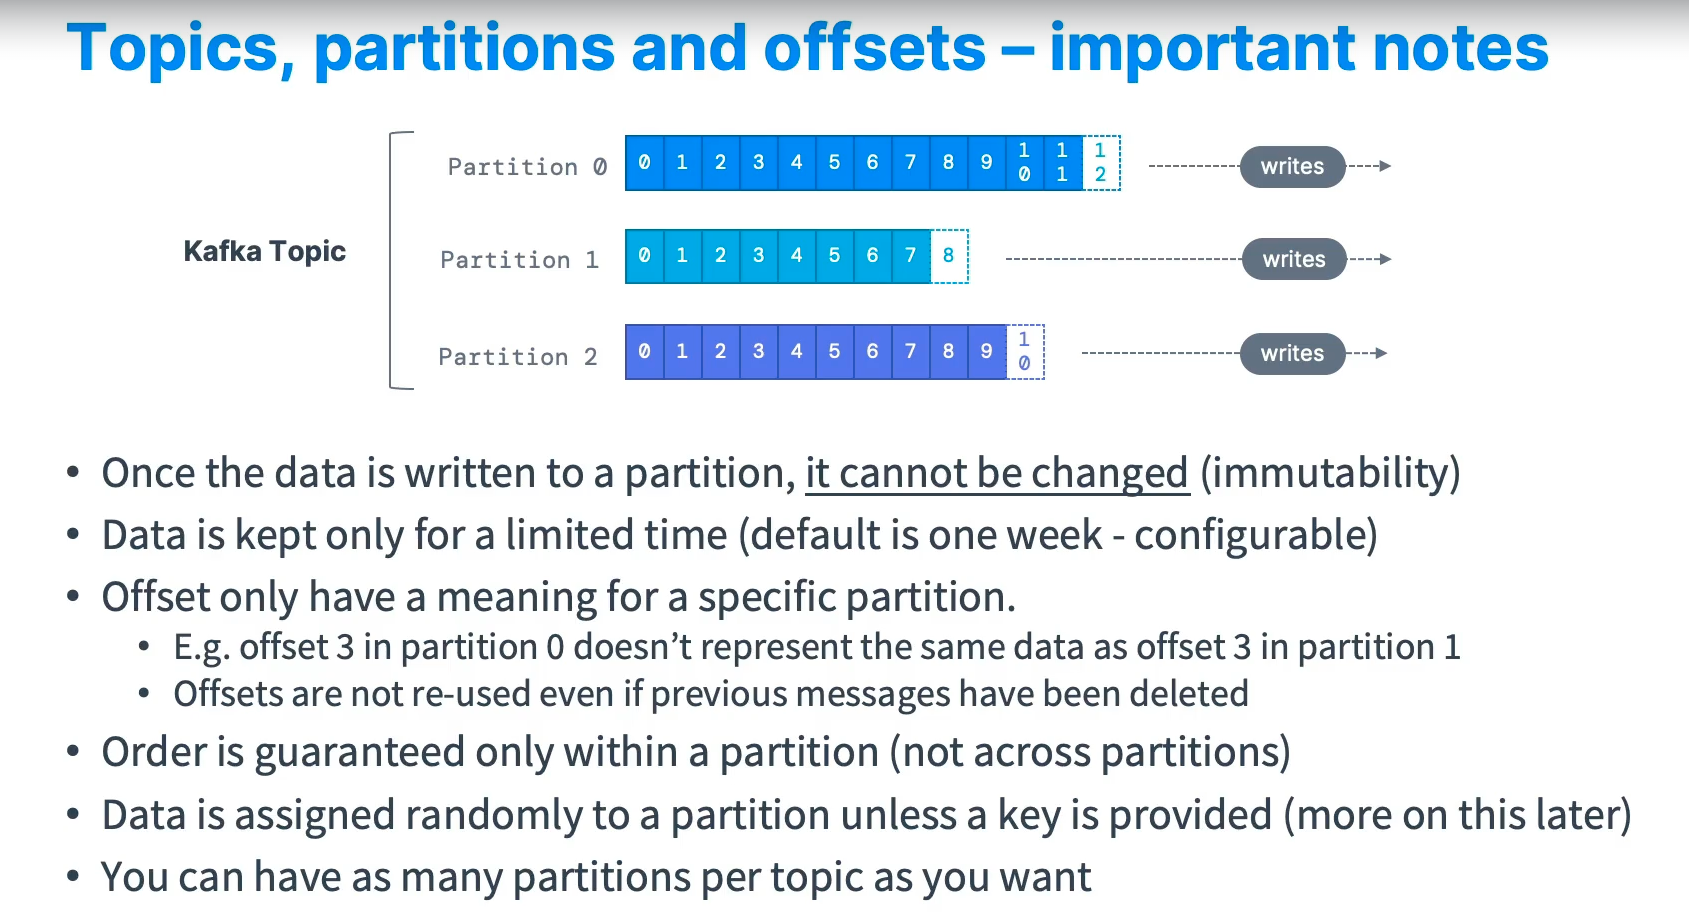 Topics, partitions and offsets – important notes
Kafka Topic
Partition 0
0 1 2 3 4 5 6 7 8 9 10 11 12
writes
Partition 1
0 1 2 3 4 5 6 7 8
writes
Partition 2
0 1 2 3 4 5 6 7 8 9 10
writes
• Once the data is written to a partition, it cannot be changed (immutability)
• Data is kept only for a limited time (default is one week - configurable)
• Offset only have a meaning for a specific partition.
• E.g. offset 3 in partition 0 doesn’t represent the same data as offset 3 in partition 1
• Offsets are not re-used even if previous messages have been deleted
• Order is guaranteed only within a partition (not across partitions)
• Data is assigned randomly to a partition unless a key is provided (more on this later)
• You can have as many partitions per topic as you want